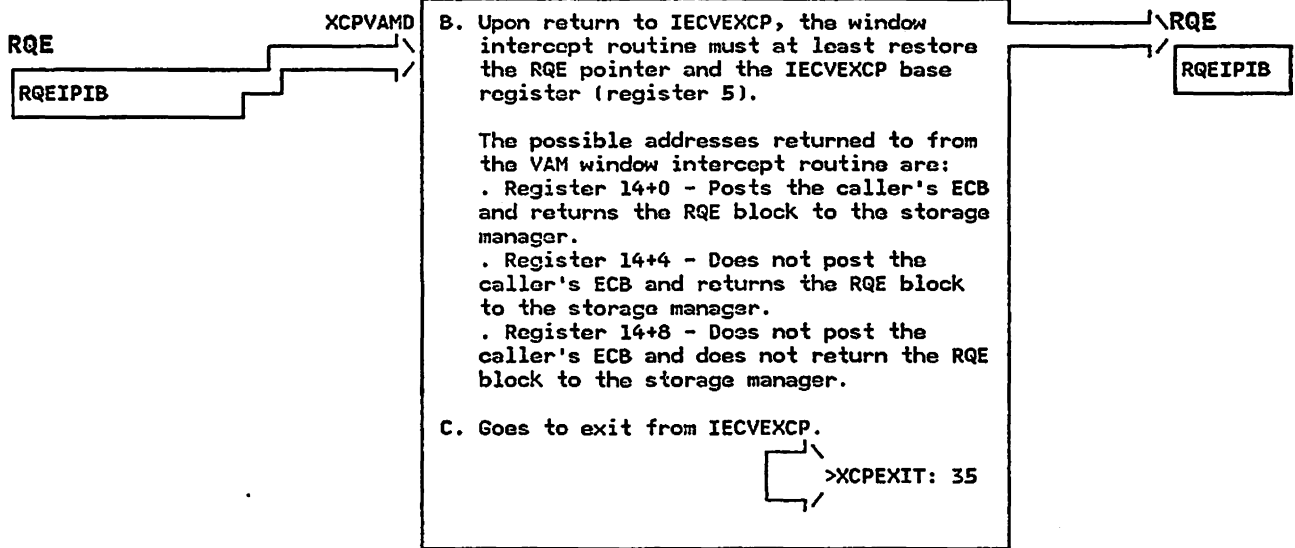 RQE
RQEIPIB
XCPVAMD
B. Upon return to IECVEXCP, the window
intercept routine must at least restore
the RQE pointer and the IECVEXCP base
register (register 5).
The possible addresses returned to from
the VAM window intercept routine are:
. Register 14+0 - Posts the caller's ECB
and returns the RQE block to the storage
manager.
. Register 14+4 - Does not post the
caller's ECB and returns the RQE block
to the storage manager.
. Register 14+8 - Does not post the
caller's ECB and does not return the RQE
block to the storage manager.
C. Goes to exit from IECVEXCP.
>XCPEXIT: 35
RQE
RQEIPIB